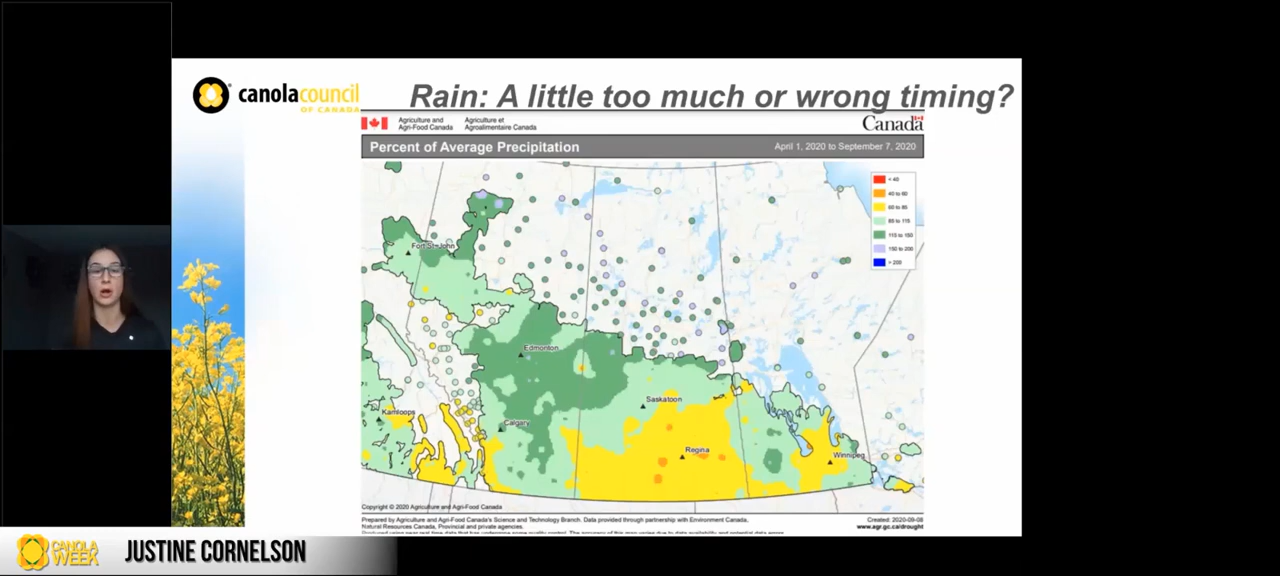 canolacouncil
OF CANADA
Rain: A little too much or wrong timing?
Agriculture and
Agri-Food Canada
Agriculture et
Agroalimentaire Canada
Canada
Percent of Average Precipitation
April 1, 2020 to September 7, 2020
< 40
40 to 60
60 to 85
85 to 115
115 to 150
150 to 200
> 200
Fort St. John
Edmonton
Saskatoon
Kamloops
Calgary
Regina
Winnipeg
Copyright © 2020 Agriculture and Agri-Food Canada
Prepared by Agriculture and Agri-Food Canada's Science and Technology Branch. Data provided through partnership with Environment Canada,
Natural Resources Canada, Provincial and private agencies.
Created: 2020-09-08
www.agr.gc.ca/drought
CANOLA
WEEK
JUSTINE CORNELSON